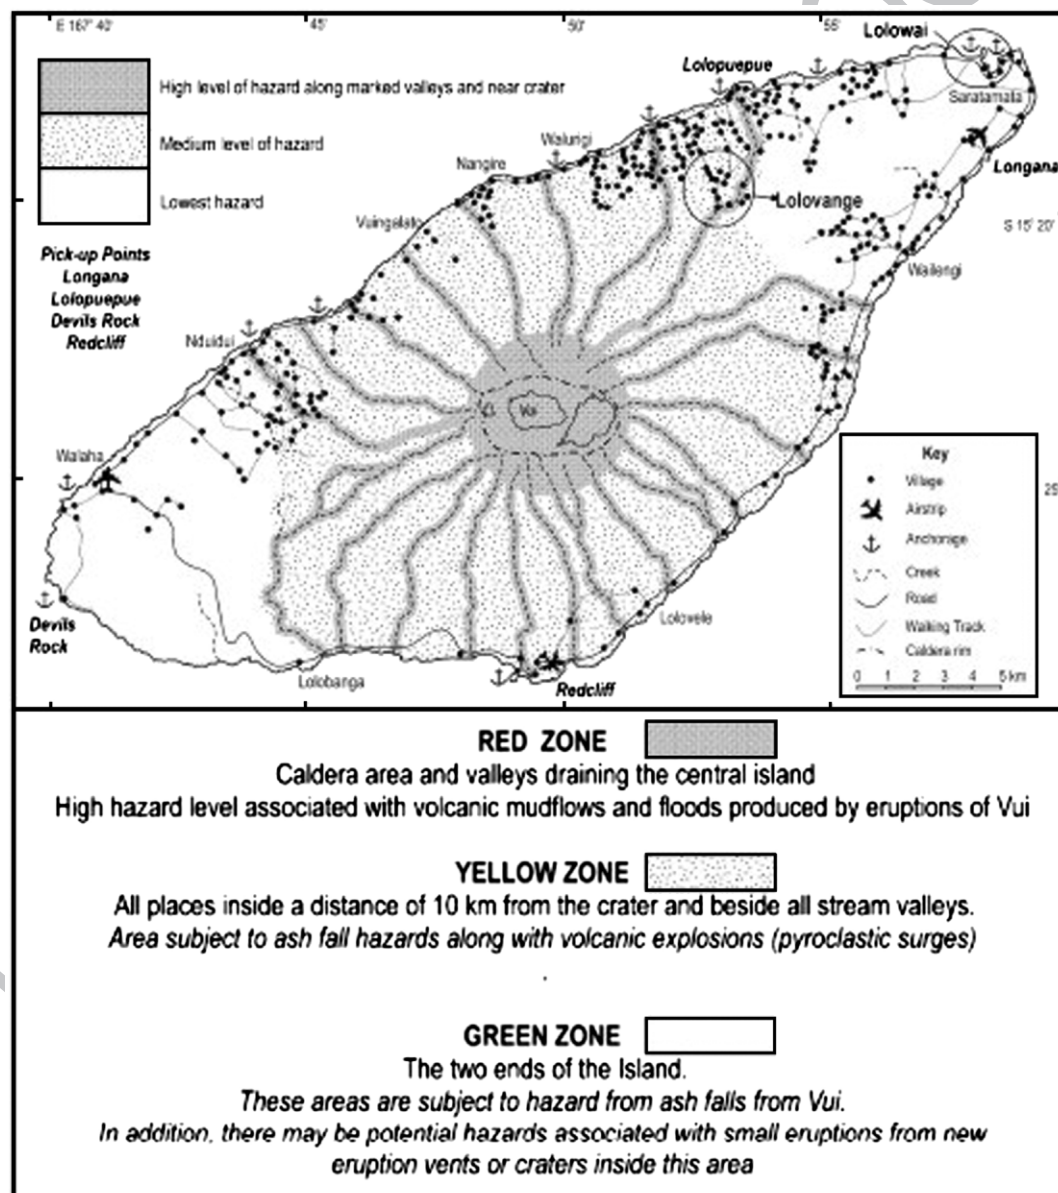 E 167° 40'
45'
50'
55'
Lolowai
Lolopuepue
Saratamata
High level of hazard along marked valleys and near crater
Medium level of hazard
Lowest hazard
Walurigi
Nangire
Longana
Lolovange
Vuingalato
S 15° 20'
Pick-up Points
Longana
Lolopuepue
Devils Rock
Redcliff
Wailengi
Nduidui
Vui
Walaha
25'
Key
Village
Airstrip
Anchorage
Creek
Road
Walking Track
Caldera rim
0 1 2 3 4 5 km
Devils
Rock
Lolovele
Lolobanga
Redcliff
RED ZONE
Caldera area and valleys draining the central island
High hazard level associated with volcanic mudflows and floods produced by eruptions of Vui
YELLOW ZONE
All places inside a distance of 10 km from the crater and beside all stream valleys.
Area subject to ash fall hazards along with volcanic explosions (pyroclastic surges)
GREEN ZONE
The two ends of the Island.
These areas are subject to hazard from ash falls from Vui.
In addition, there may be potential hazards associated with small eruptions from new
eruption vents or craters inside this area